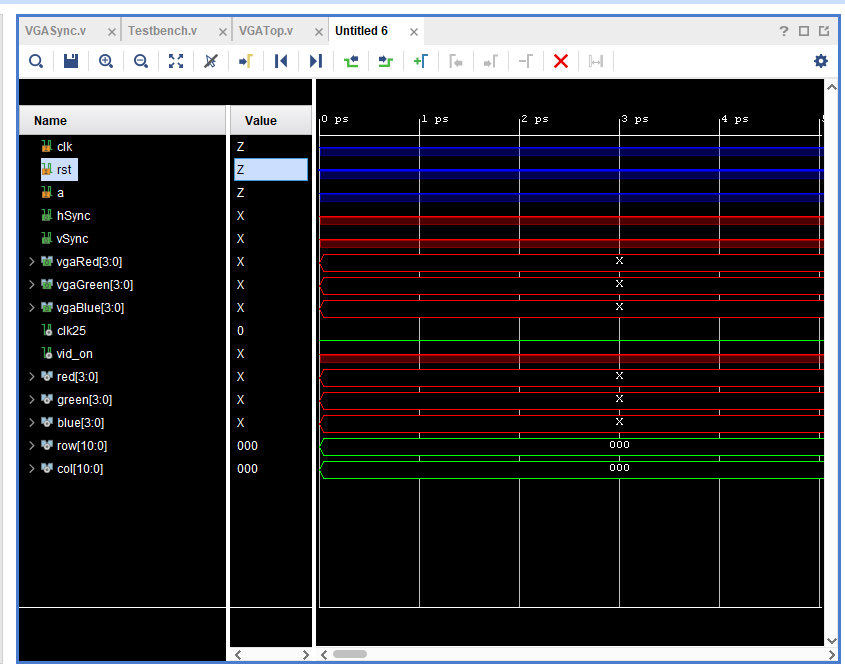 VGASync.v × Testbench.v × VGATop.v × Untitled 6 × ?
Name Value 0 ps 1 ps 2 ps 3 ps 4 ps
clk Z
rst Z
a Z
hSync X
vSync X
vgaRed[3:0] X X
vgaGreen[3:0] X X
vgaBlue[3:0] X X
clk25 0
vid_on X
red[3:0] X X
green[3:0] X X
blue[3:0] X X
row[10:0] 000 000
col[10:0] 000 000